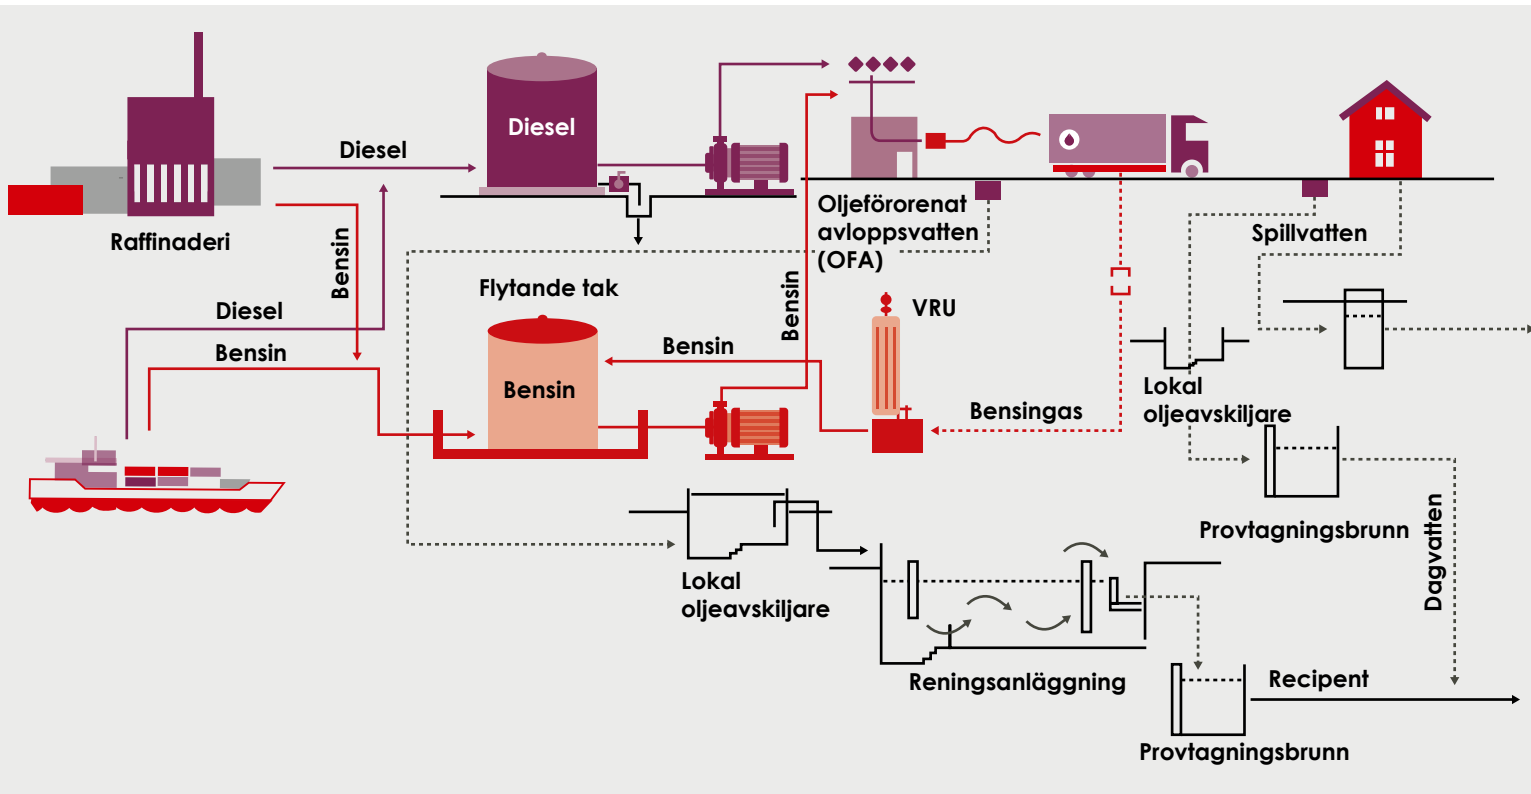 Diesel
Diesel
Raffinaderi
Bensin
Oljeförorenat
avloppsvatten
(OFA)
Spillvatten
Flytande tak
Bensin
VRU
Diesel
Bensin
Bensin
Bensin
Bensingas
Lokal
oljeavskiljare
Provtagningsbrunn
Dagvatten
Lokal
oljeavskiljare
Reningsanläggning
Recipent
Provtagningsbrunn